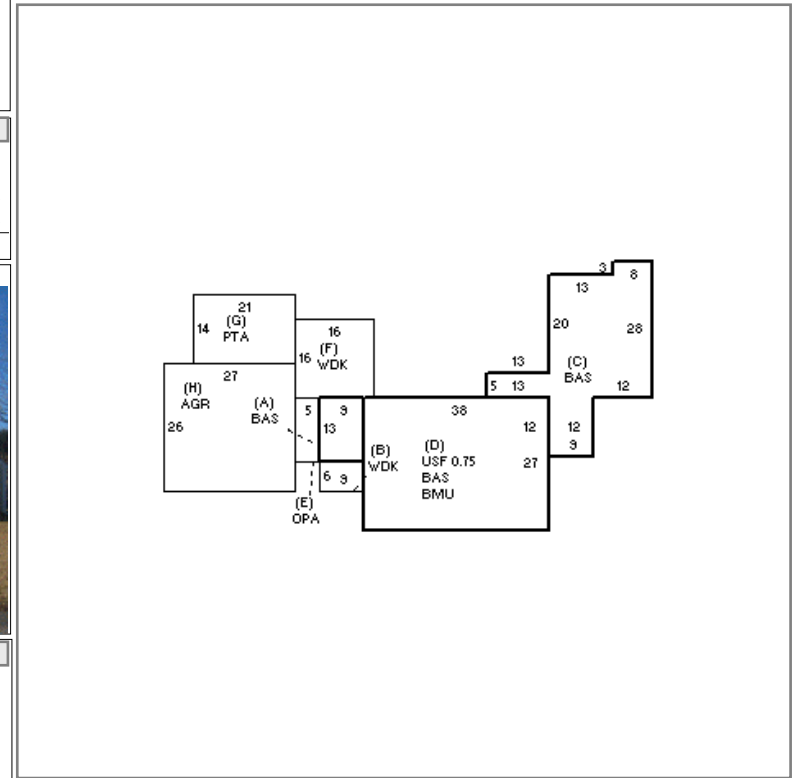 3
8
13
20
28
(C)
BAS
12
13
5
13
12
9
21
14
(G)
PTA
16
16
(F)
WDK
27
(H)
AGR
26
(A)
BAS
5
9
13
38
12
27
(B)
WDK
(D)
USF 0.75
BAS
BMU
6
9
(E)
OPA